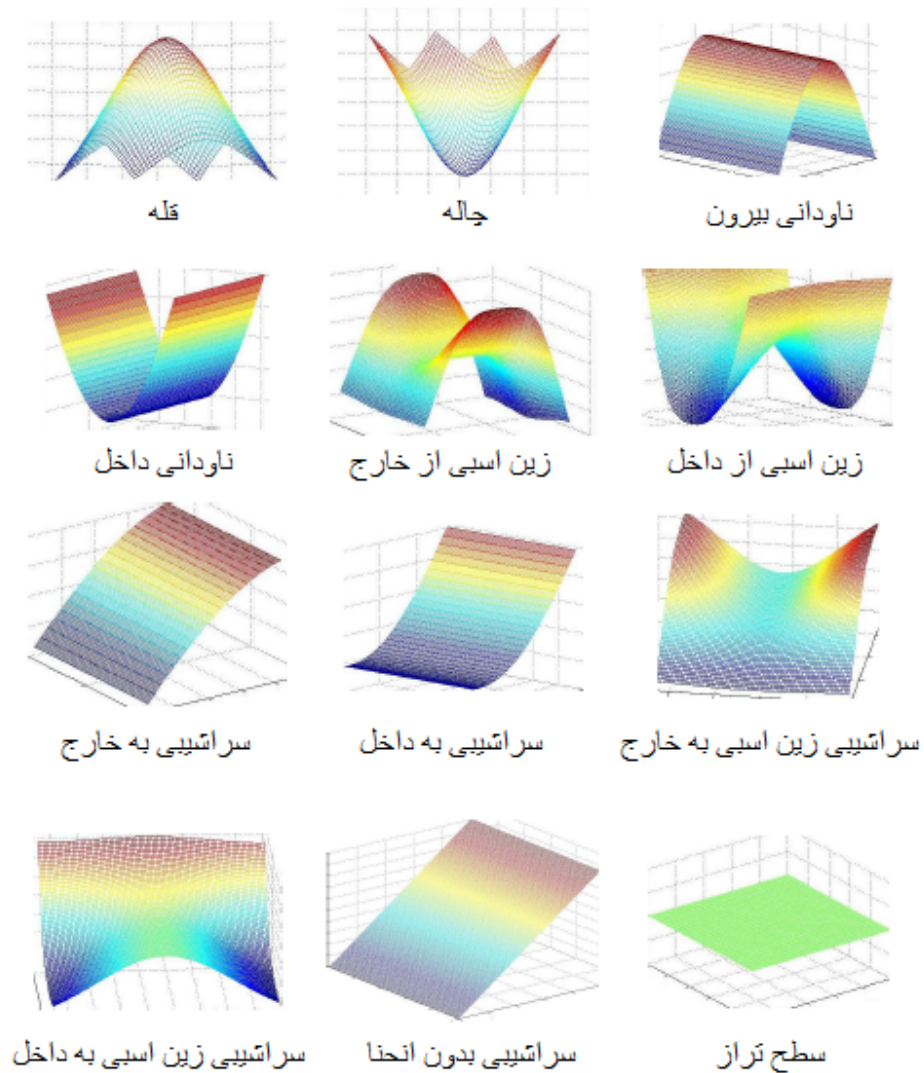 قله
چاله
ناودانی بیرون
ناودانی داخل
زین اسبی از خارج
زین اسبی از داخل
سراشیبی به خارج
سراشیبی به داخل
سراشیبی زین اسبی به خارج
سراشیبی زین اسبی به داخل
سراشیبی بدون انحنا
سطح تراز